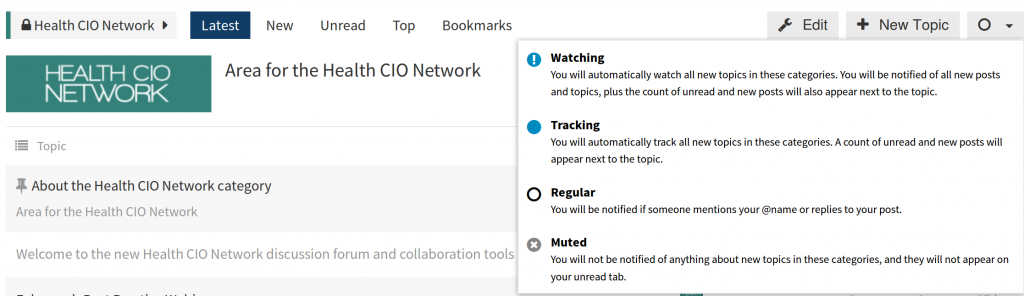 Health CIO Network
Latest
New
Unread
Top
Bookmarks
Edit
New Topic
HEALTH CIO
NETWORK
Area for the Health CIO Network
Topic
About the Health CIO Network category
Area for the Health CIO Network
Welcome to the new Health CIO Network discussion forum and collaboration tools
Watching
You will automatically watch all new topics in these categories. You will be notified of all new posts
and topics, plus the count of unread and new posts will also appear next to the topic.
Tracking
You will automatically track all new topics in these categories. A count of unread and new posts will
appear next to the topic.
Regular
You will be notified if someone mentions your @name or replies to your post.
Muted
You will not be notified of anything about new topics in these categories, and they will not appear on
your unread tab.